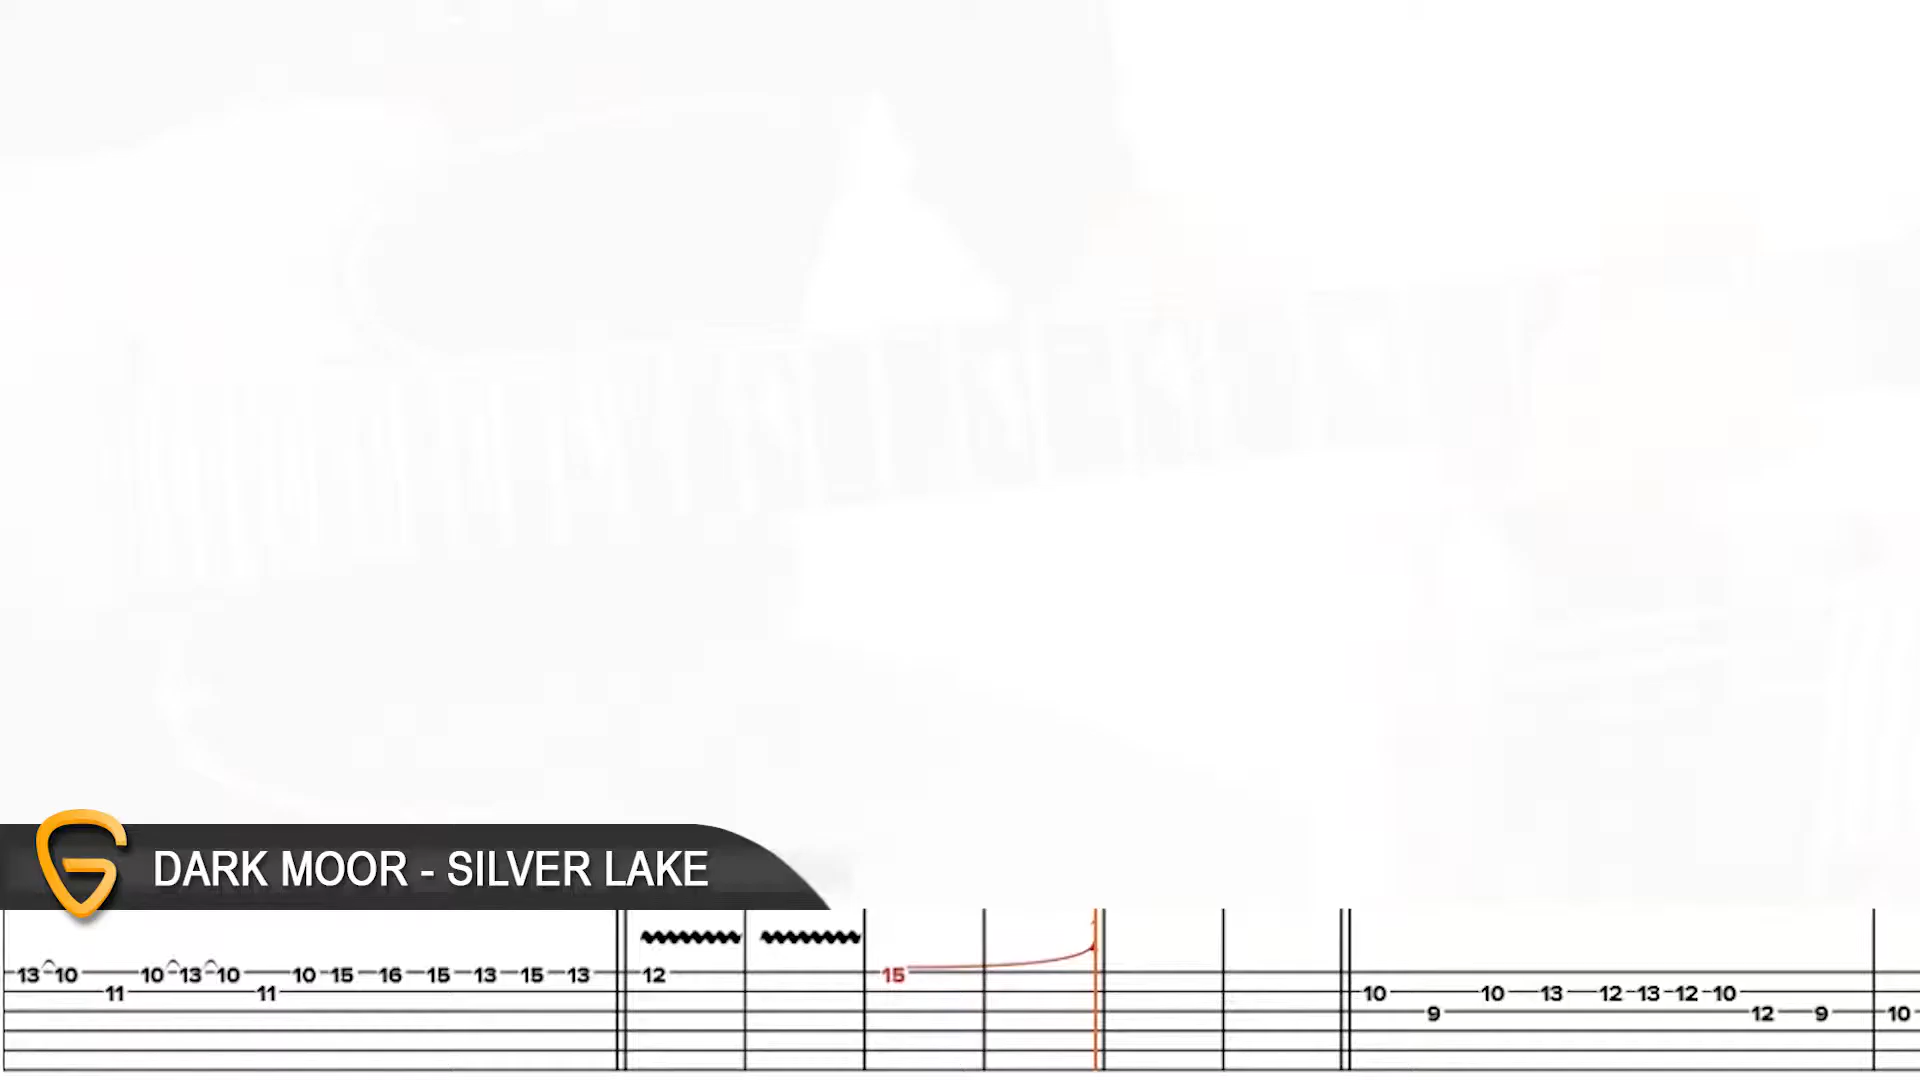 DARK MOOR - SILVER LAKE
13 10 10 13 10 10 15 16 15 13 15 13 12 15
11 11 10 10 13 12 13 12 10
9 12 9 10